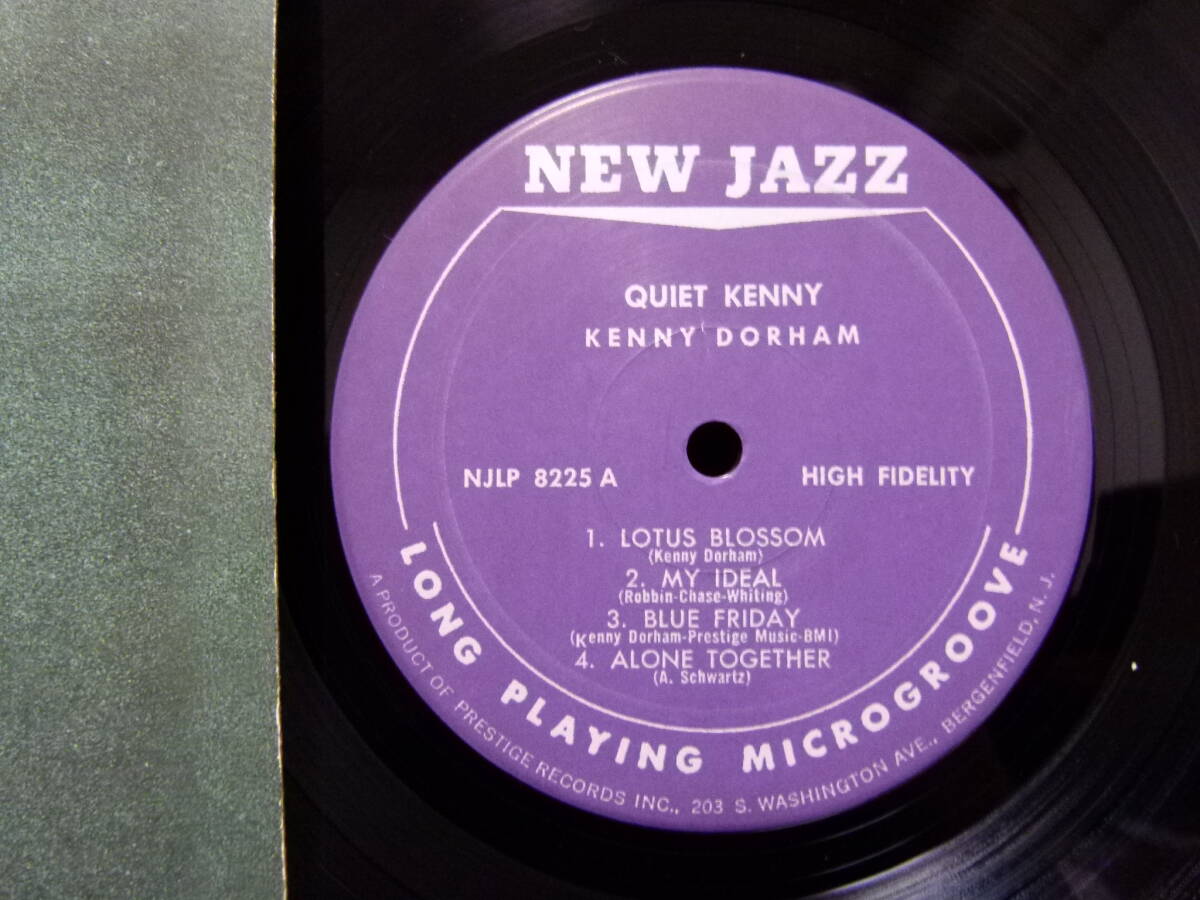 NEW JAZZ
QUIET KENNY
KENNY DORHAM
NJLP 8225 A
HIGH FIDELITY
1. LOTUS BLOSSOM
(Kenny Dorham)
2. MY IDEAL
(Robbin-Chase-Whiting)
3. BLUE FRIDAY
(Kenny Dorham-Prestige Music-BMI)
4. ALONE TOGETHER
(A. Schwartz)
LONG PLAYING MICROGROOVE
A PRODUCT OF PRESTIGE RECORDS INC., 203 S. WASHINGTON AVE., BERGENFIELD, N. J.